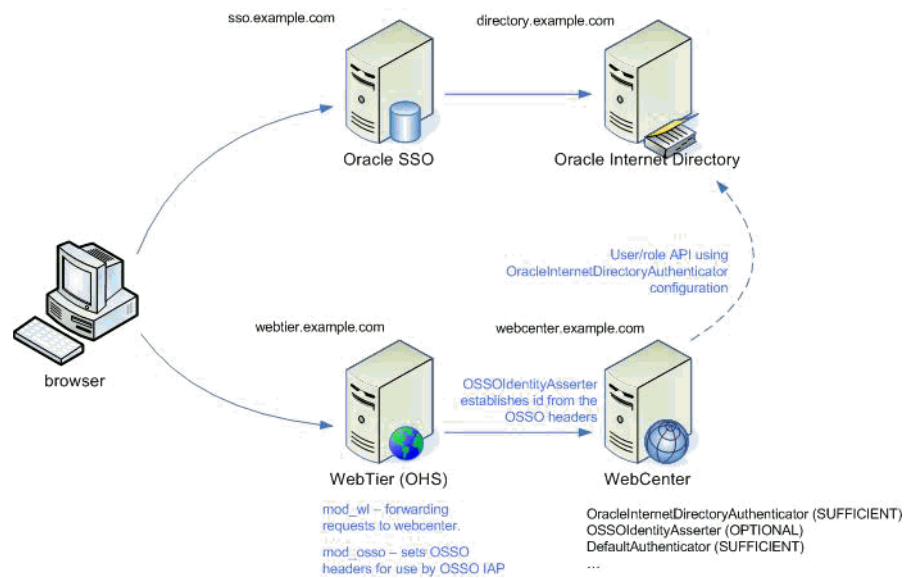 sso.example.com
directory.example.com
Oracle SSO
Oracle Internet Directory
User/role API using
OracleInternetDirectoryAuthenticator
configuration
browser
webtier.example.com
webcenter.example.com
OSSOIdentityAsserter
establishes id from the
OSSO headers
WebTier (OHS)
WebCenter
mod_wl – forwarding
requests to webcenter.
mod_osso – sets OSSO
headers for use by OSSO IAP
OracleInternetDirectoryAuthenticator (SUFFICIENT)
OSSOIdentityAsserter (OPTIONAL)
DefaultAuthenticator (SUFFICIENT)
...